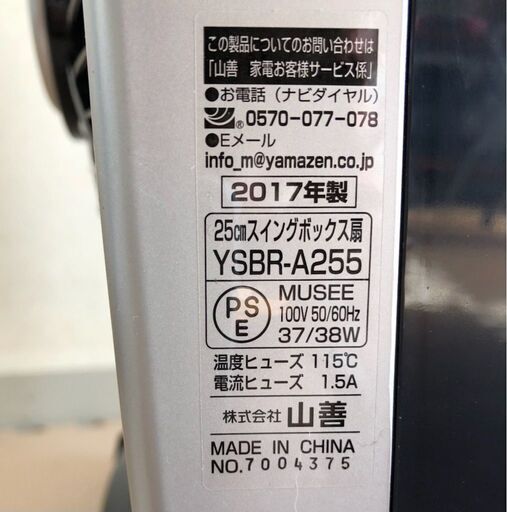 この製品についてのお問い合わせは
「山善 家電お客様サービス係」
●お電話(ナビダイヤル)
® 0570-077-078
●Eメール
info_m@yamazen.co.jp
2017年製
25㎝スイングボックス扇
YSBR-A255
PSE
MUSEE
100V 50/60Hz
37/38W
温度ヒューズ 115℃
電流ヒューズ 1.5A
株式会社 山善
MADE IN CHINA
NO.7004375